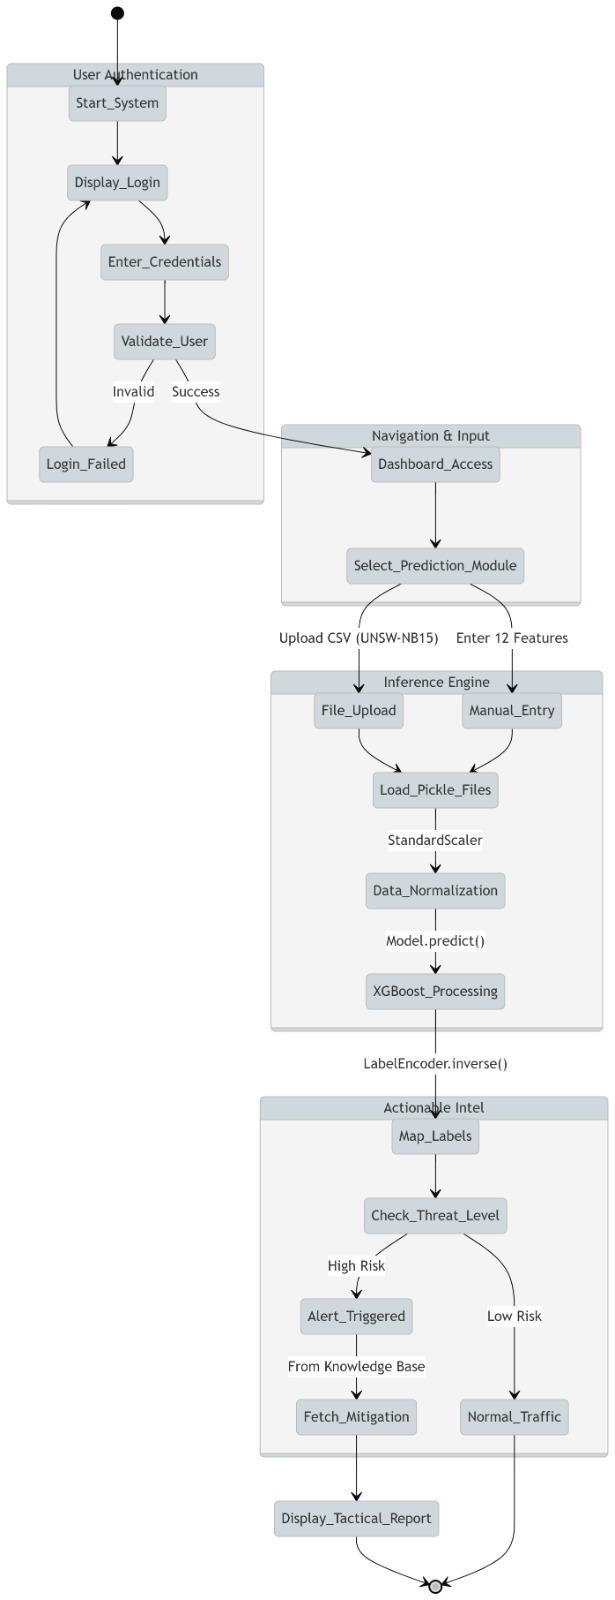 User Authentication
Start_System
Display_Login
Enter_Credentials
Validate_User
Invalid
Success
Login_Failed
Navigation & Input
Dashboard_Access
Select_Prediction_Module
Upload CSV (UNSW-NB15)
Enter 12 Features
Inference Engine
File_Upload
Manual_Entry
Load_Pickle_Files
StandardScaler
Data_Normalization
Model.predict()
XGBoost_Processing
LabelEncoder.inverse()
Actionable Intel
Map_Labels
Check_Threat_Level
High Risk
Alert_Triggered
Low Risk
From Knowledge Base
Fetch_Mitigation
Normal_Traffic
Display_Tactical_Report